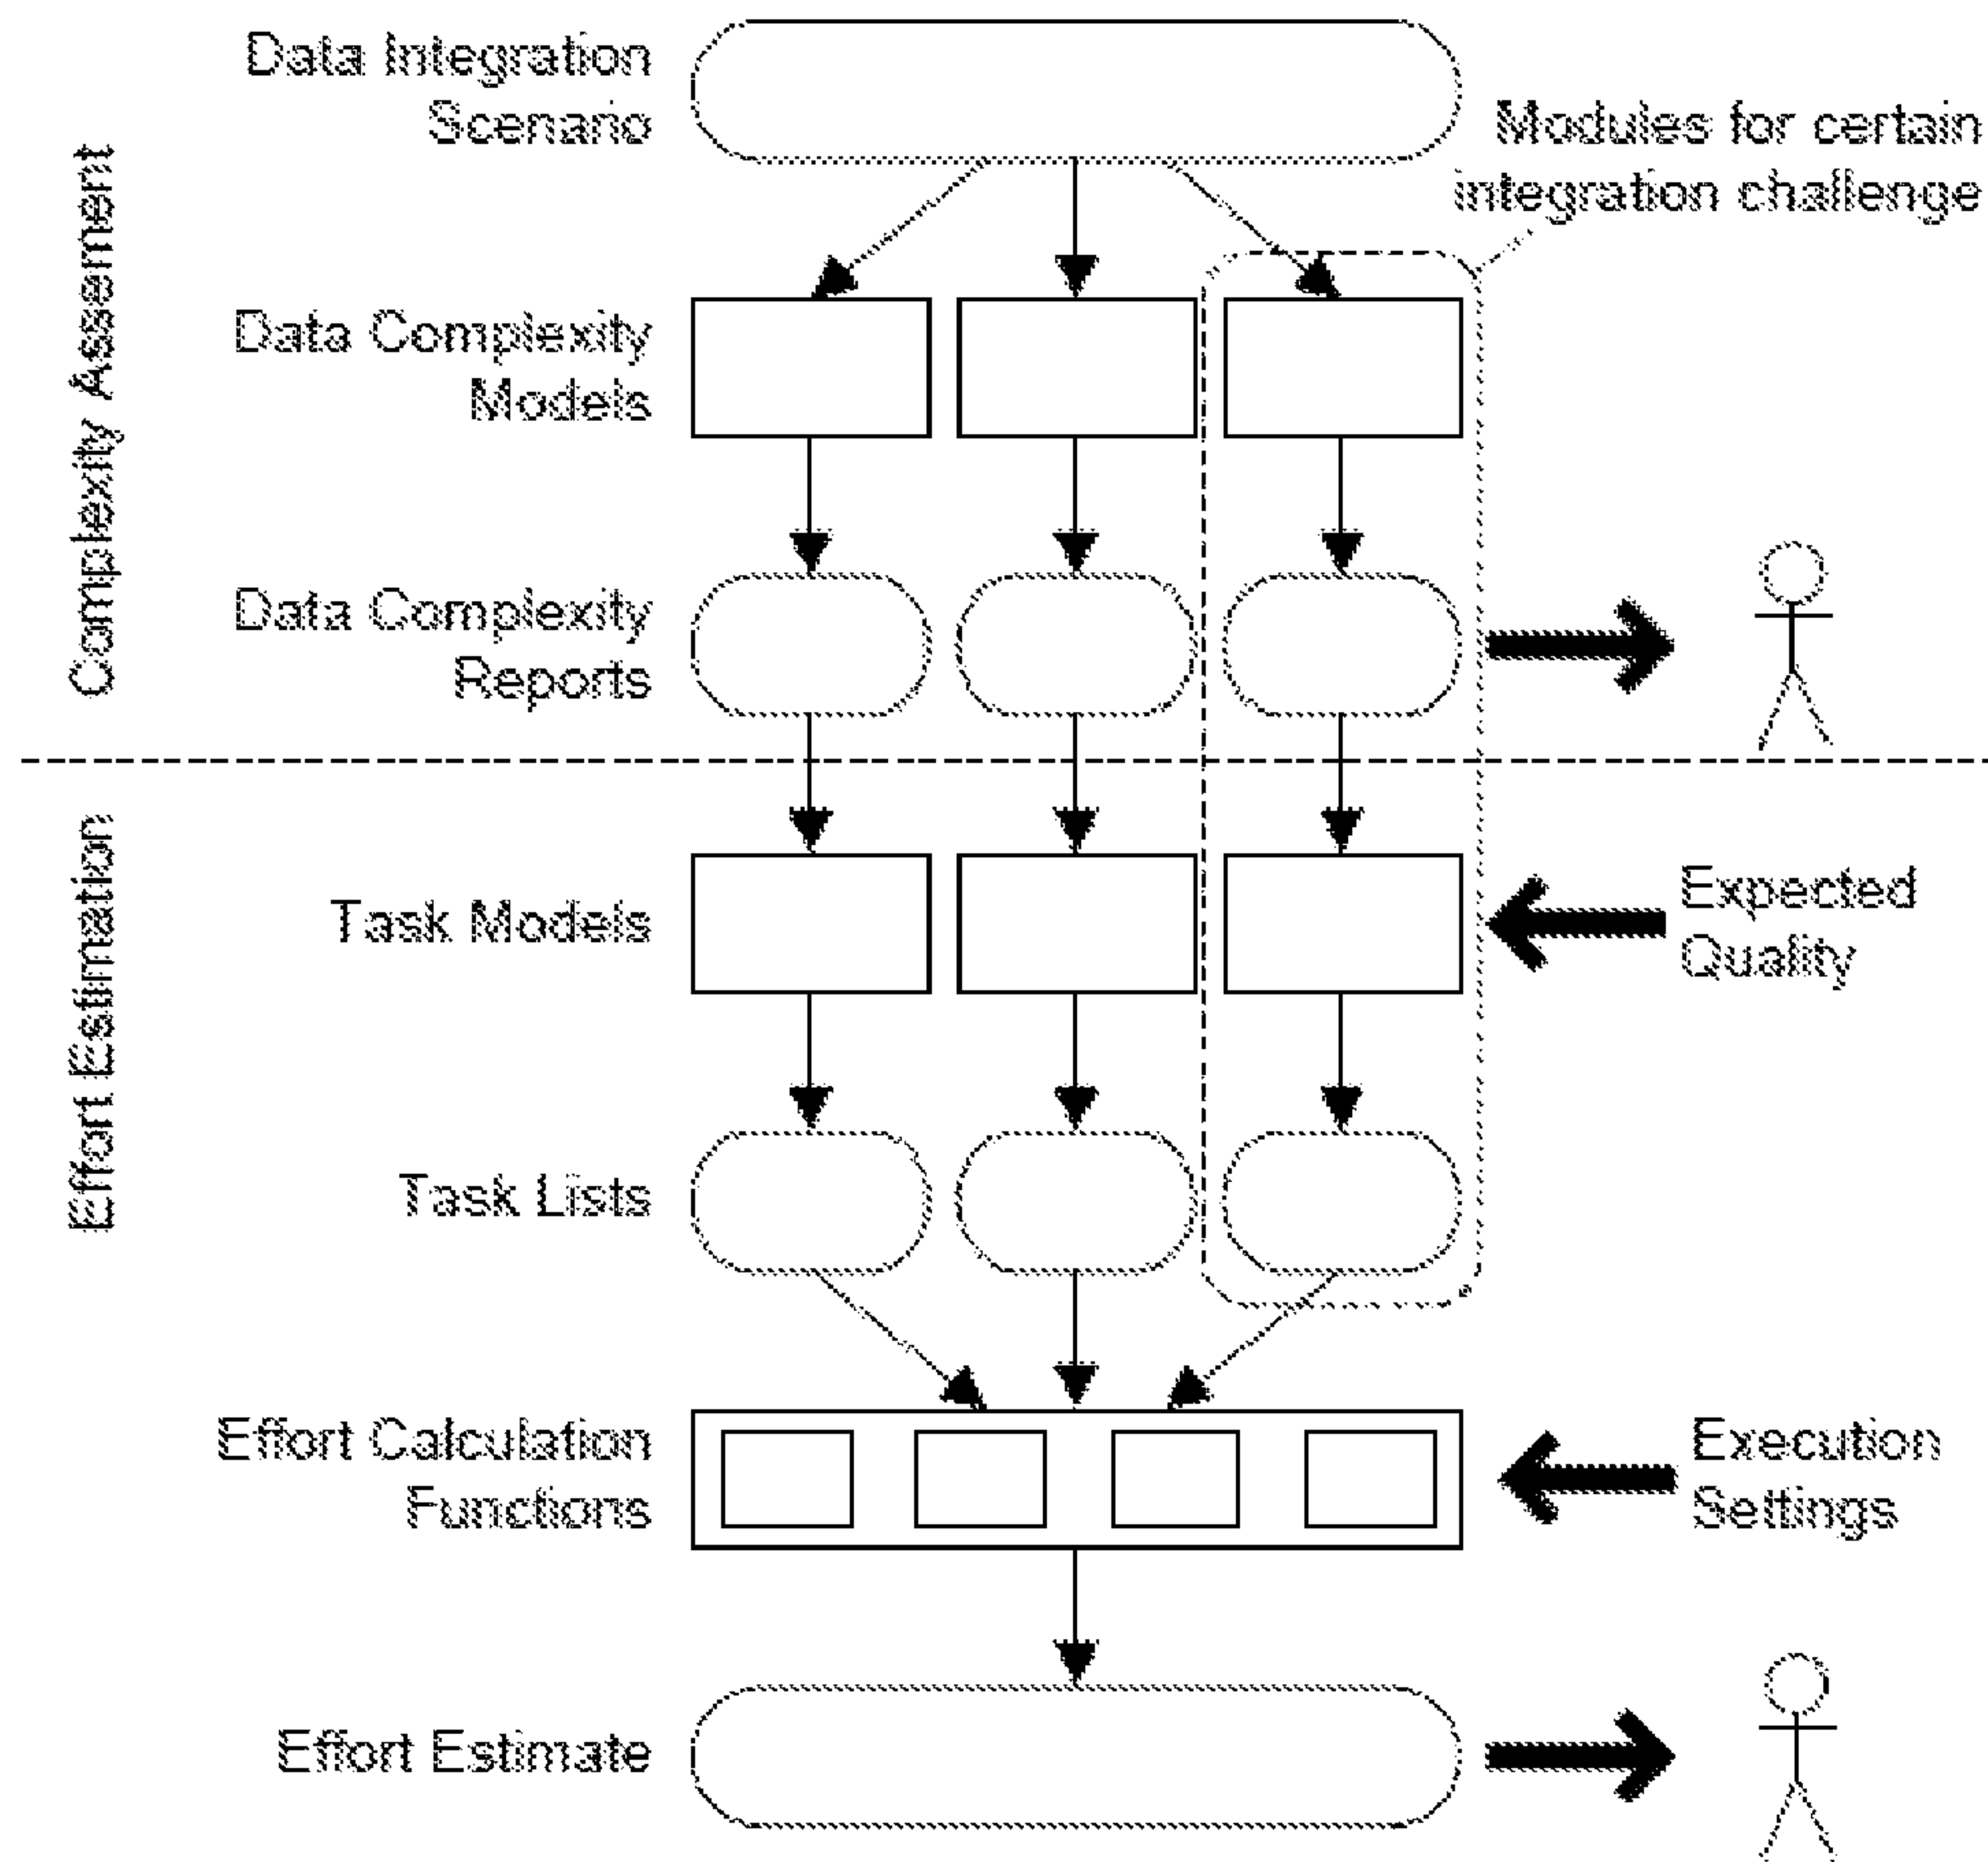 Data Integration
Scenario
Modules for certain
integration challenge
Complexity Assesment
Data Complexity
Models
Data Complexity
Reports
Effort Estimation
Task Models
Expected
Quality
Task Lists
Effort Calculation
Functions
Execution
Settings
Effort Estimate